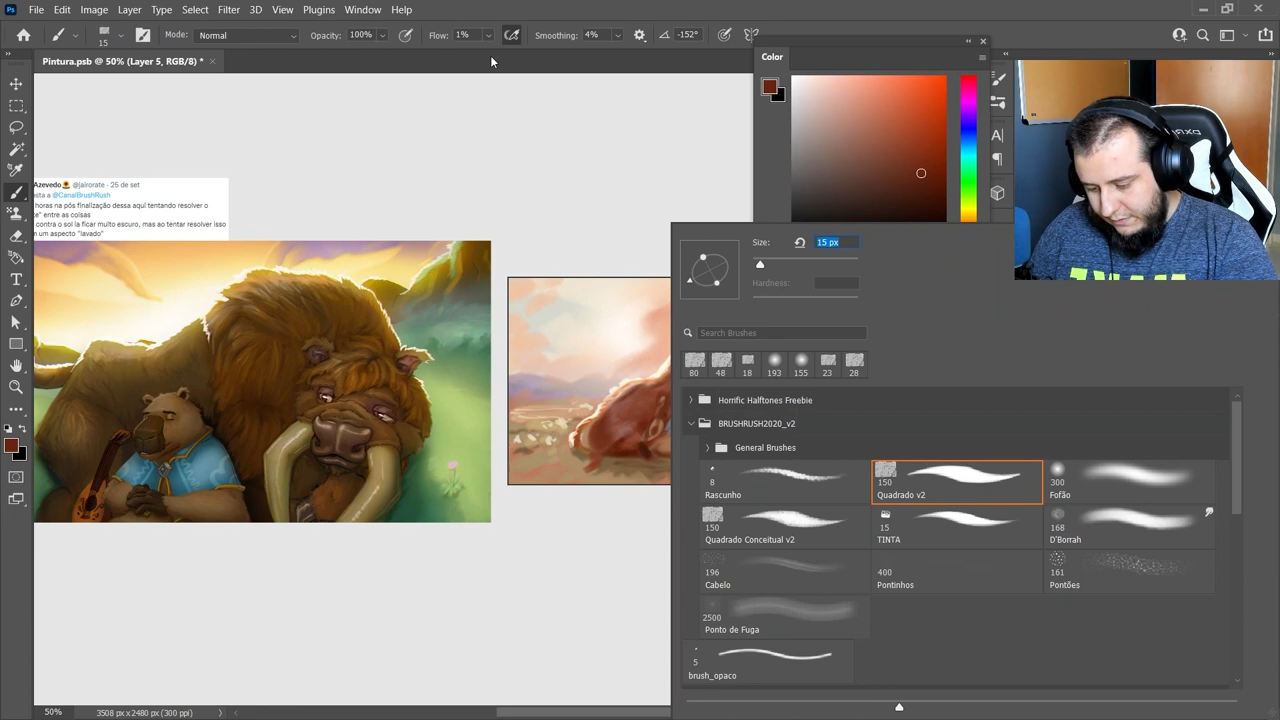 Ps File Edit Image Layer Type Select Filter 3D View Plugins Window Help
15 Mode: Normal Opacity: 100% Flow: 1% Smoothing: 4% -152°
Pintura.psb @ 50% (Layer 5, RGB/8) *
Color
Azevedo @jairorate · 25 de set
@CanalBrushRush
horas na pós finalização dessa aqui tentando resolver o
entre as coisas
contra o sol ia ficar muito escuro, mas ao tentar resolver isso
um aspecto "lavado"
Size: 15 px
Hardness:
Search Brushes
80 48 18 193 155 23 28
Horrific Halftones Freebie
BRUSHRUSH2020_v2
General Brushes
8 150 300
Rascunho Quadrado v2 Fofão
150 15 168
Quadrado Conceitual v2 TINTA D'Borrah
196 400 161
Cabelo Pontinhos Pontões
2500
Ponto de Fuga
5
brush_opaco
50% 3508 px x 2480 px (300 ppi)